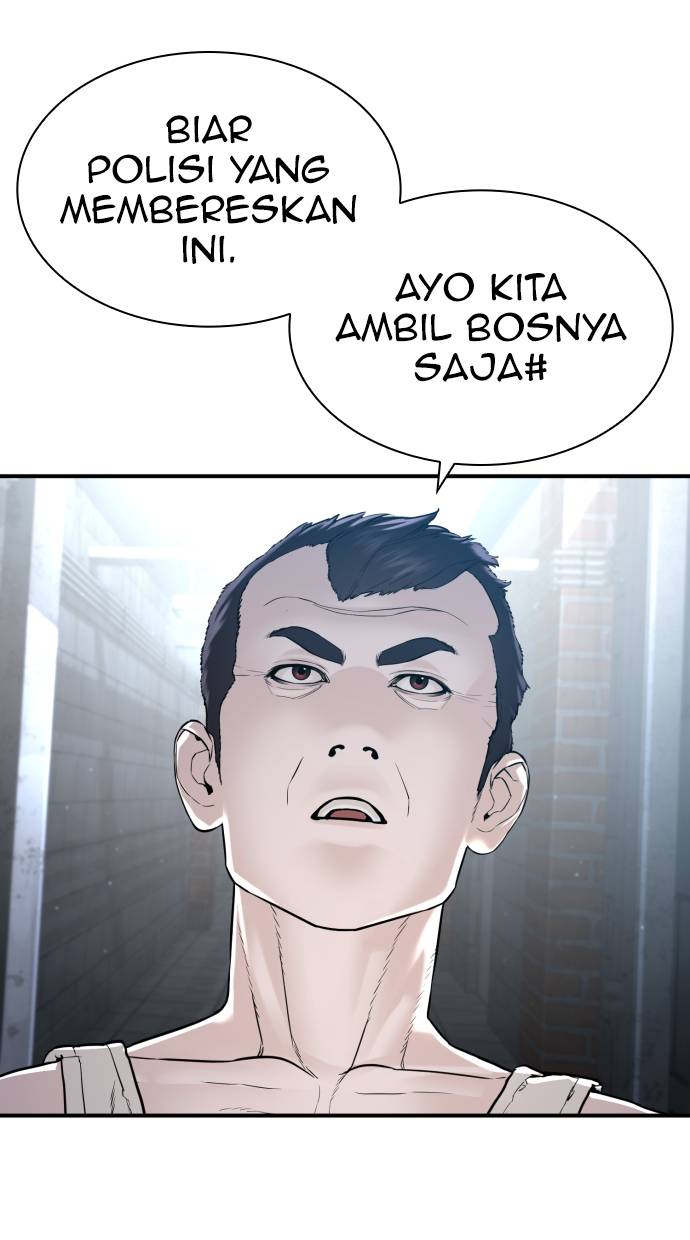 BIAR
POLISI YANG
MEMBERESKAN
INI.
AYO KITA
AMBIL BOSNYA
SAJA#